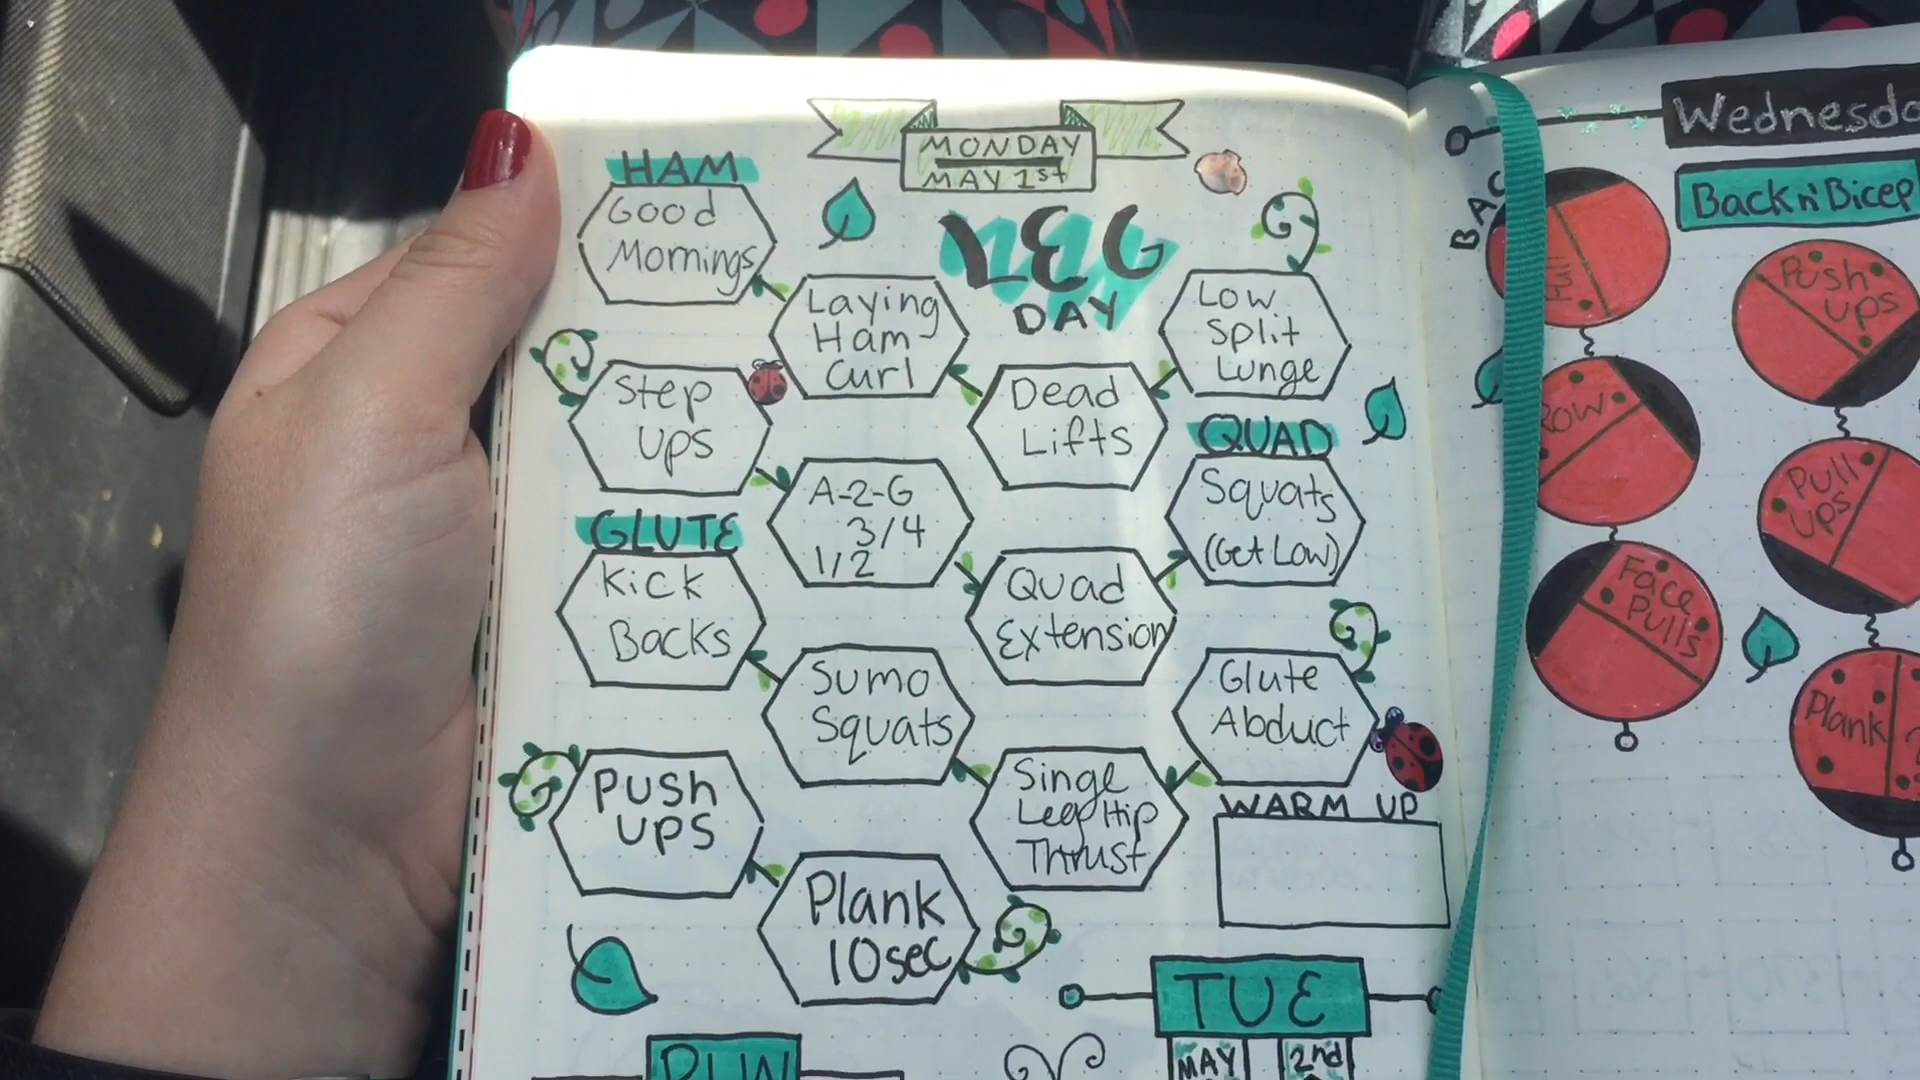 MONDAY
MAY 1st
LEG
DAY
HAM
Good
Mornings
Laying
Ham
Curl
Dead
Lifts
Low
Split
Lunge
Step
Ups
A-2-G
3/4
1/2
QUAD
Squats
(Get Low)
Quad
Extension
GLUTE
Kick
Backs
Sumo
Squats
Singe
Leg Hip
Thrust
Glute
Abduct
PUSH
UPS
Plank
10sec
WARM UP
TUE
MAY 2nd
RUN
Back n' Bicep
Row
Face
Pulls
Push
Ups
Pull
Ups
Plank